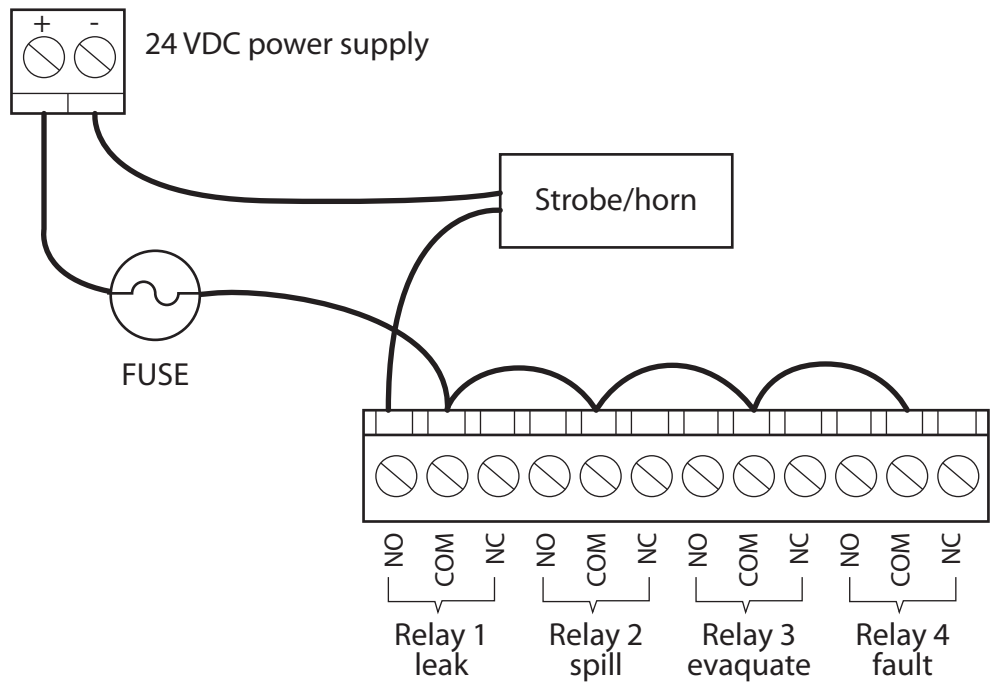 + -
24 VDC power supply
Strobe/horn
FUSE
NO COM NC NO COM NC NO COM NC NO COM NC
Relay 1 Relay 2 Relay 3 Relay 4
leak spill evaquate fault